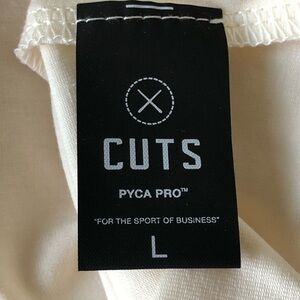 CUTS
PYCA PRO™
"FOR THE SPORT OF BUSINESS"
L